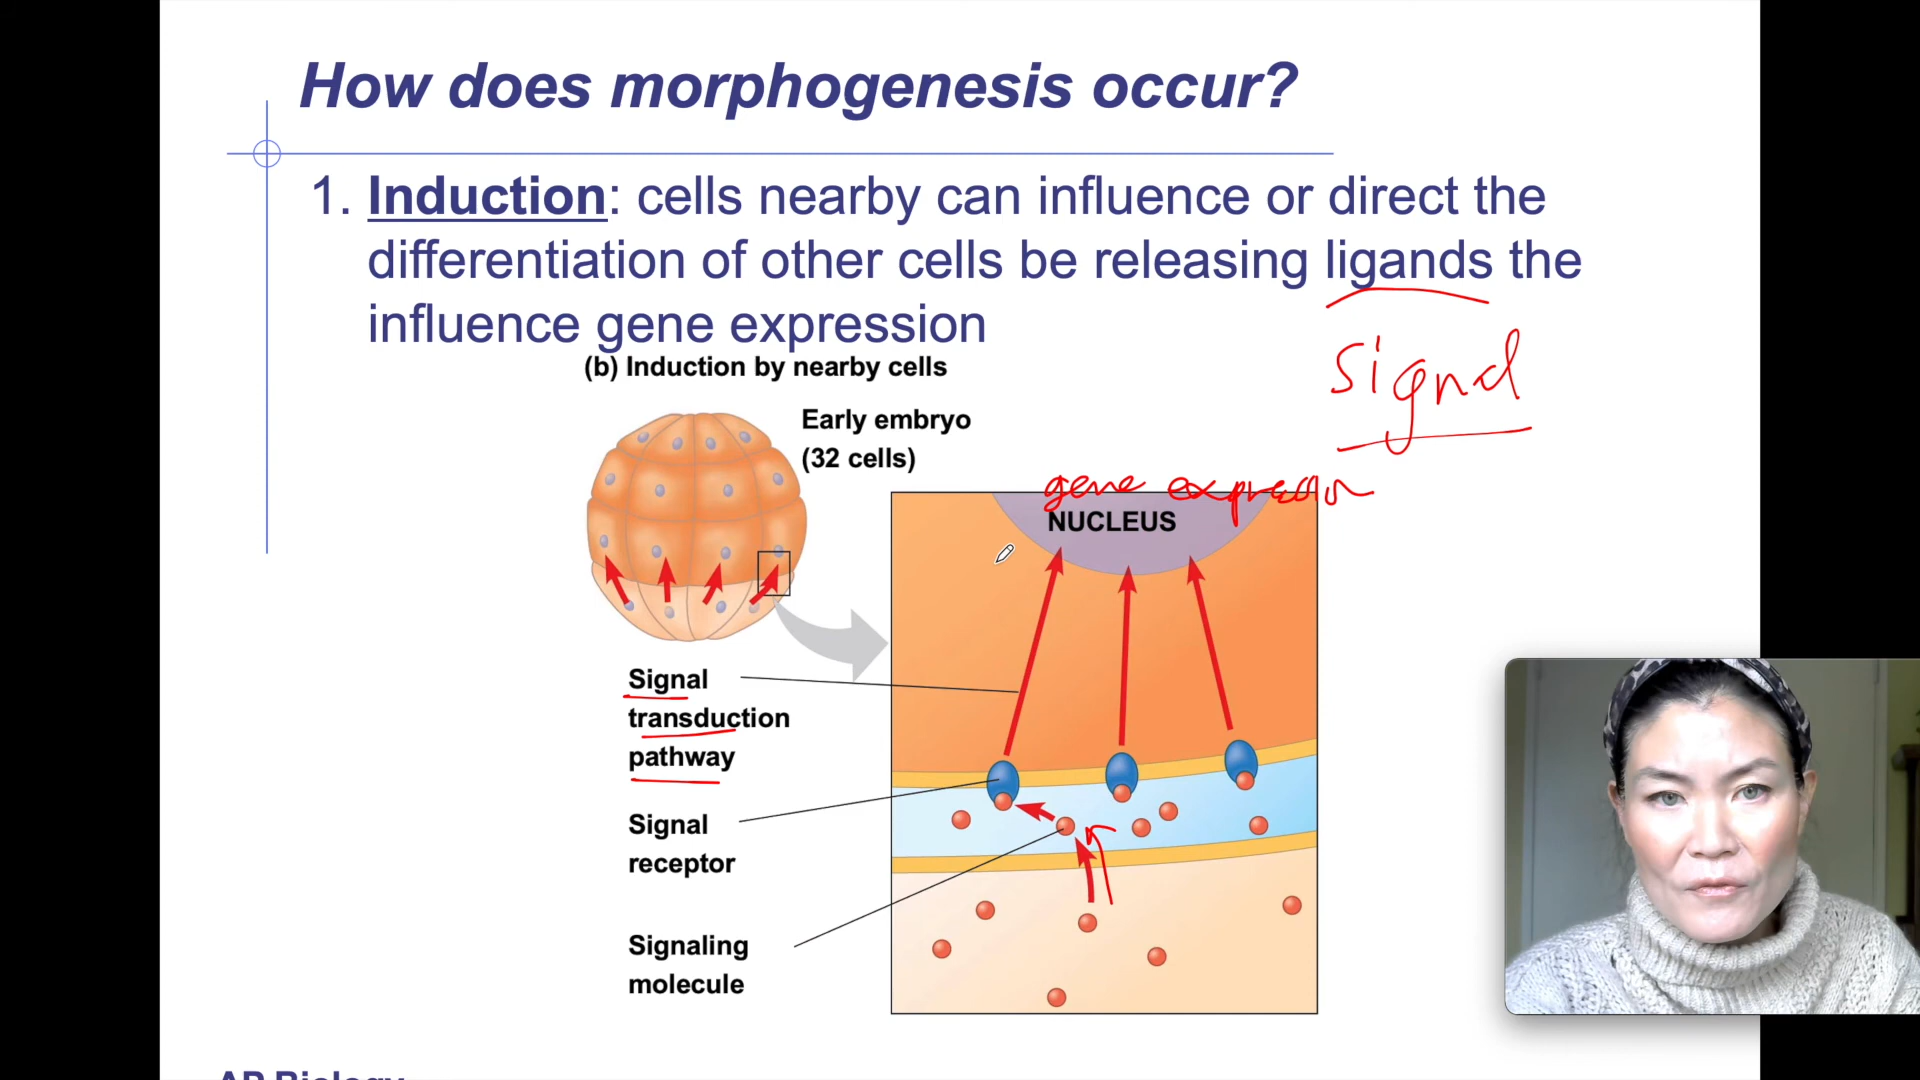 How does morphogenesis occur?
1. Induction: cells nearby can influence or direct the
differentiation of other cells be releasing ligands the
influence gene expression
signal
(b) Induction by nearby cells
Early embryo
(32 cells)
gene expression
NUCLEUS
Signal
transduction
pathway
Signal
receptor
Signaling
molecule
AP Biology